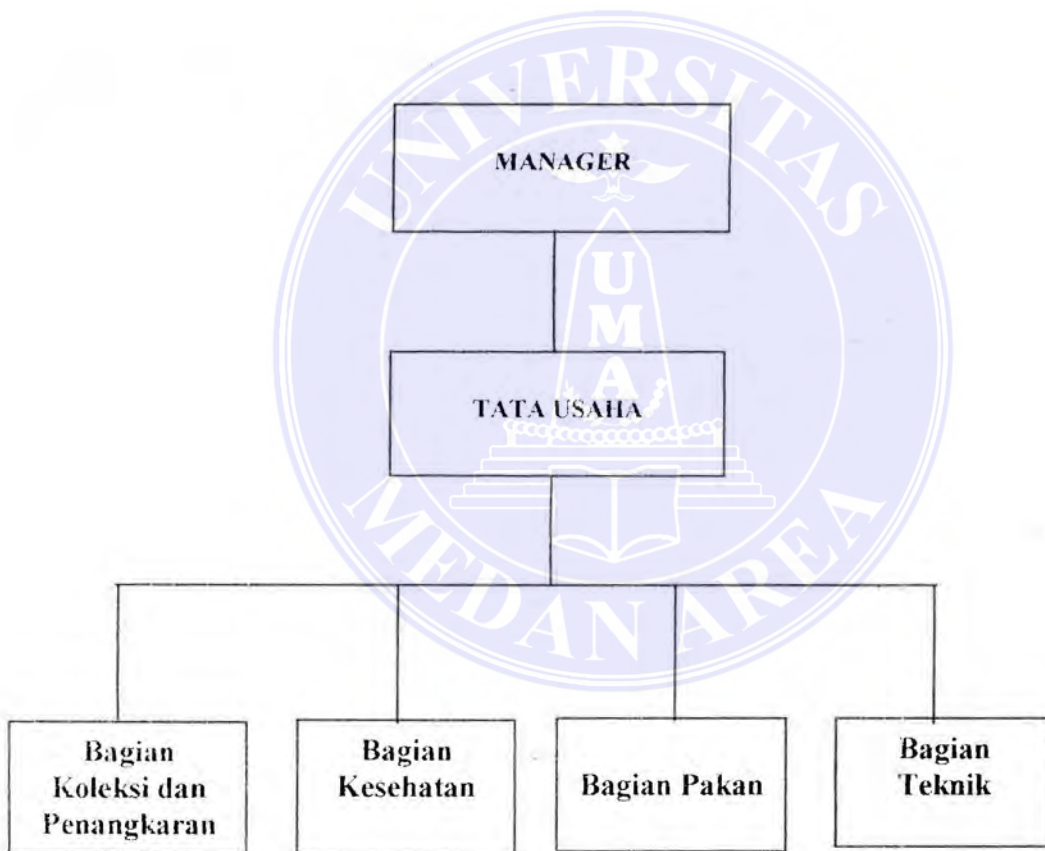 UNIVERSITAS
MANAGER
UMA
TATA USAHA
MEDAN AREA
Bagian
Koleksi dan
Penangkaran
Bagian
Kesehatan
Bagian Pakan
Bagian
Teknik